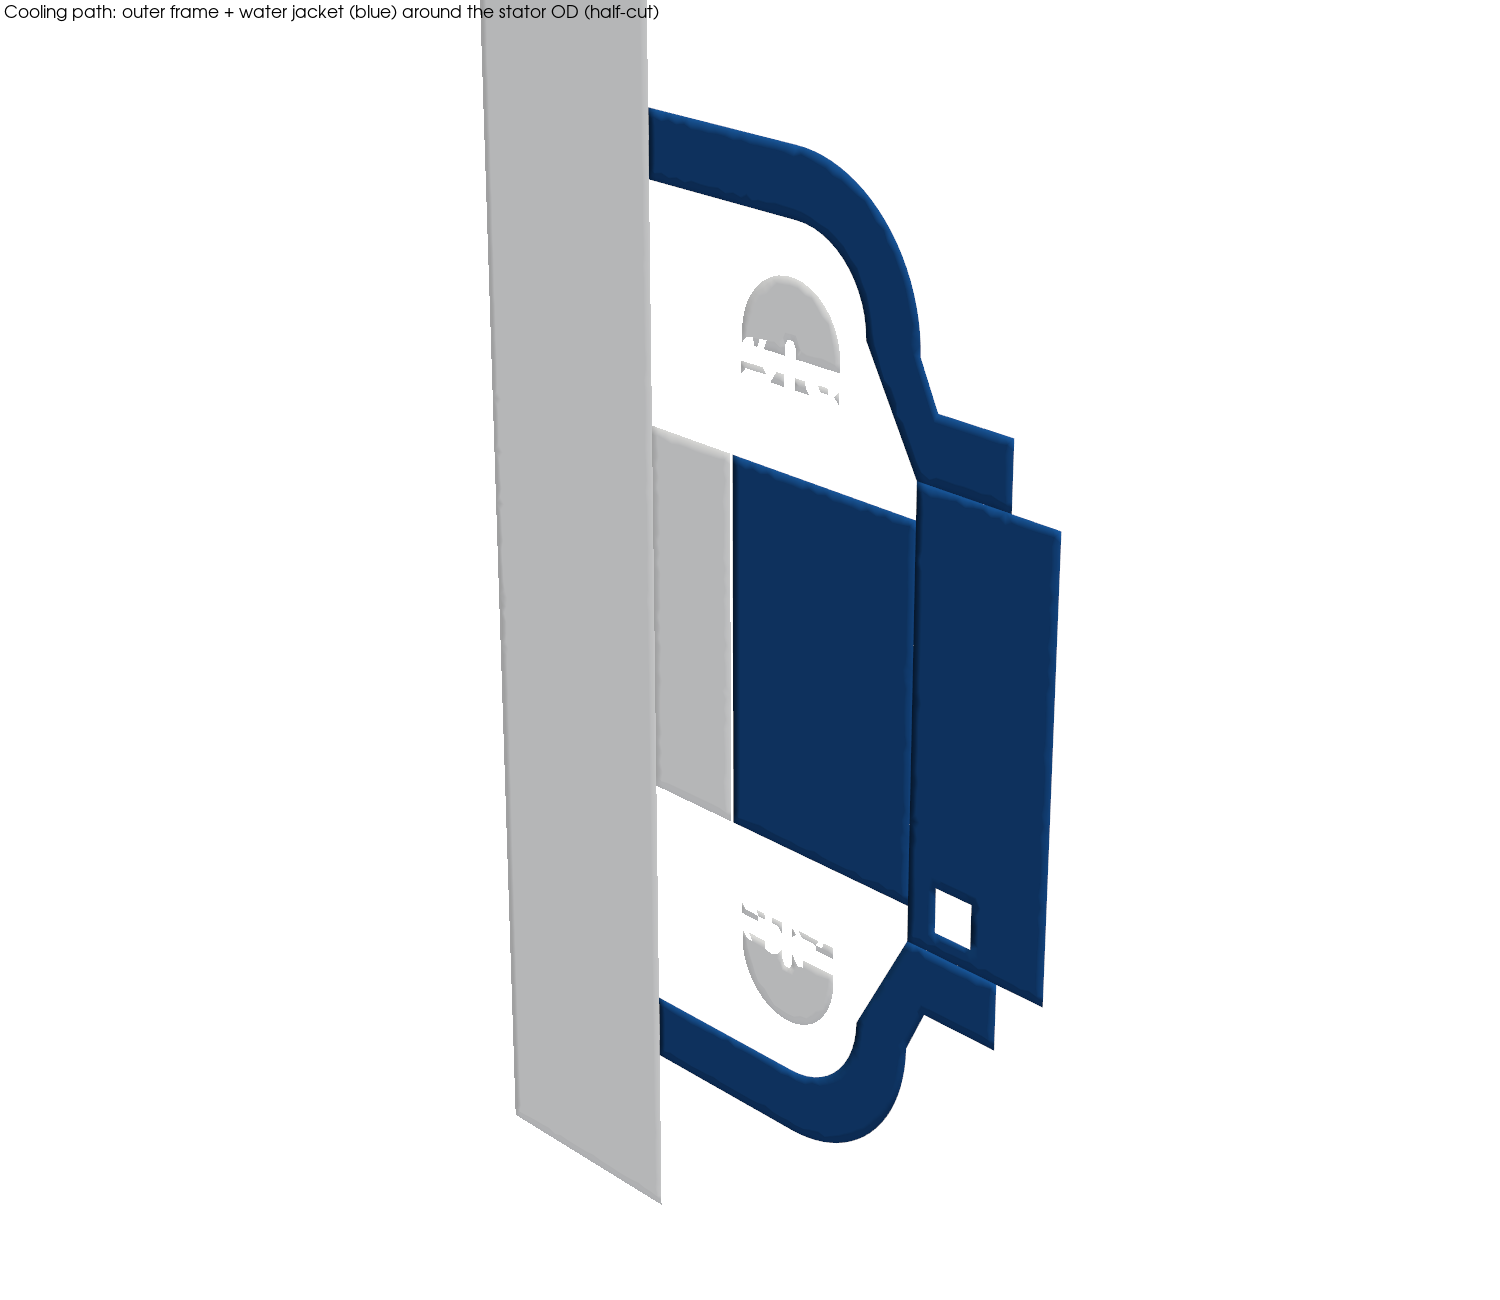 Cooling path: outer frame + water jacket (blue) around the stator OD (half-cut)